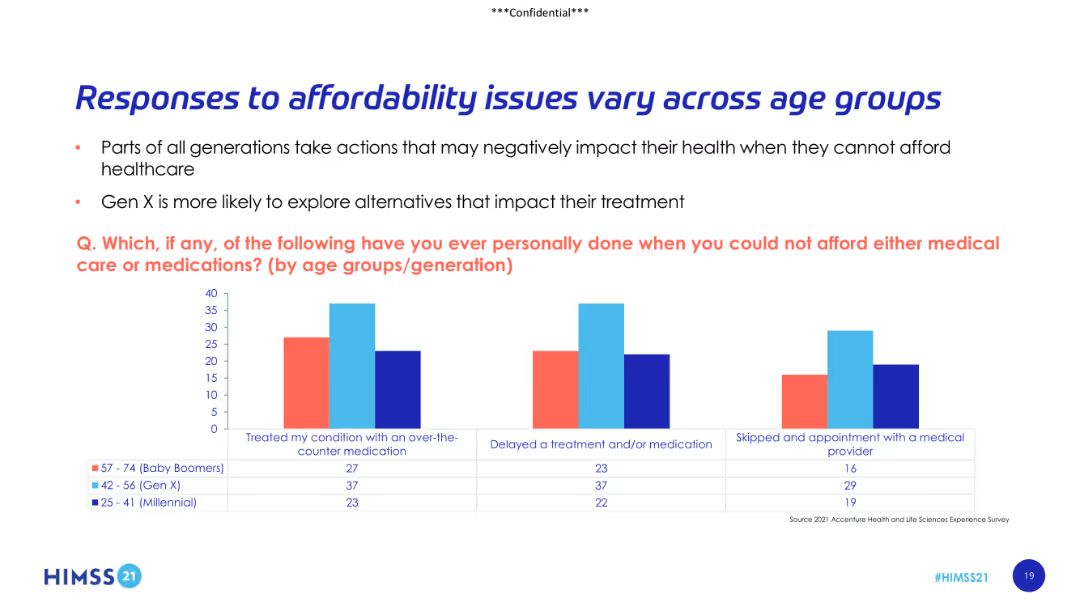 ***Confidential***
Responses to affordability issues vary across age groups
• Parts of all generations take actions that may negatively impact their health when they cannot afford
healthcare
• Gen X is more likely to explore alternatives that impact their treatment
Q. Which, if any, of the following have you ever personally done when you could not afford either medical
care or medications? (by age groups/generation)
40
35
30
25
20
15
10
5
0
Treated my condition with an over-the-
counter medication
Delayed a treatment and/or medication
Skipped and appointment with a medical
provider
57 - 74 (Baby Boomers) 27 23 16
42 - 56 (Gen X) 37 37 29
25 - 41 (Millennial) 23 22 19
Source 2021 Accenture Health and Life Sciences Experience Survey
HIMSS 21
#HIMSS21
19